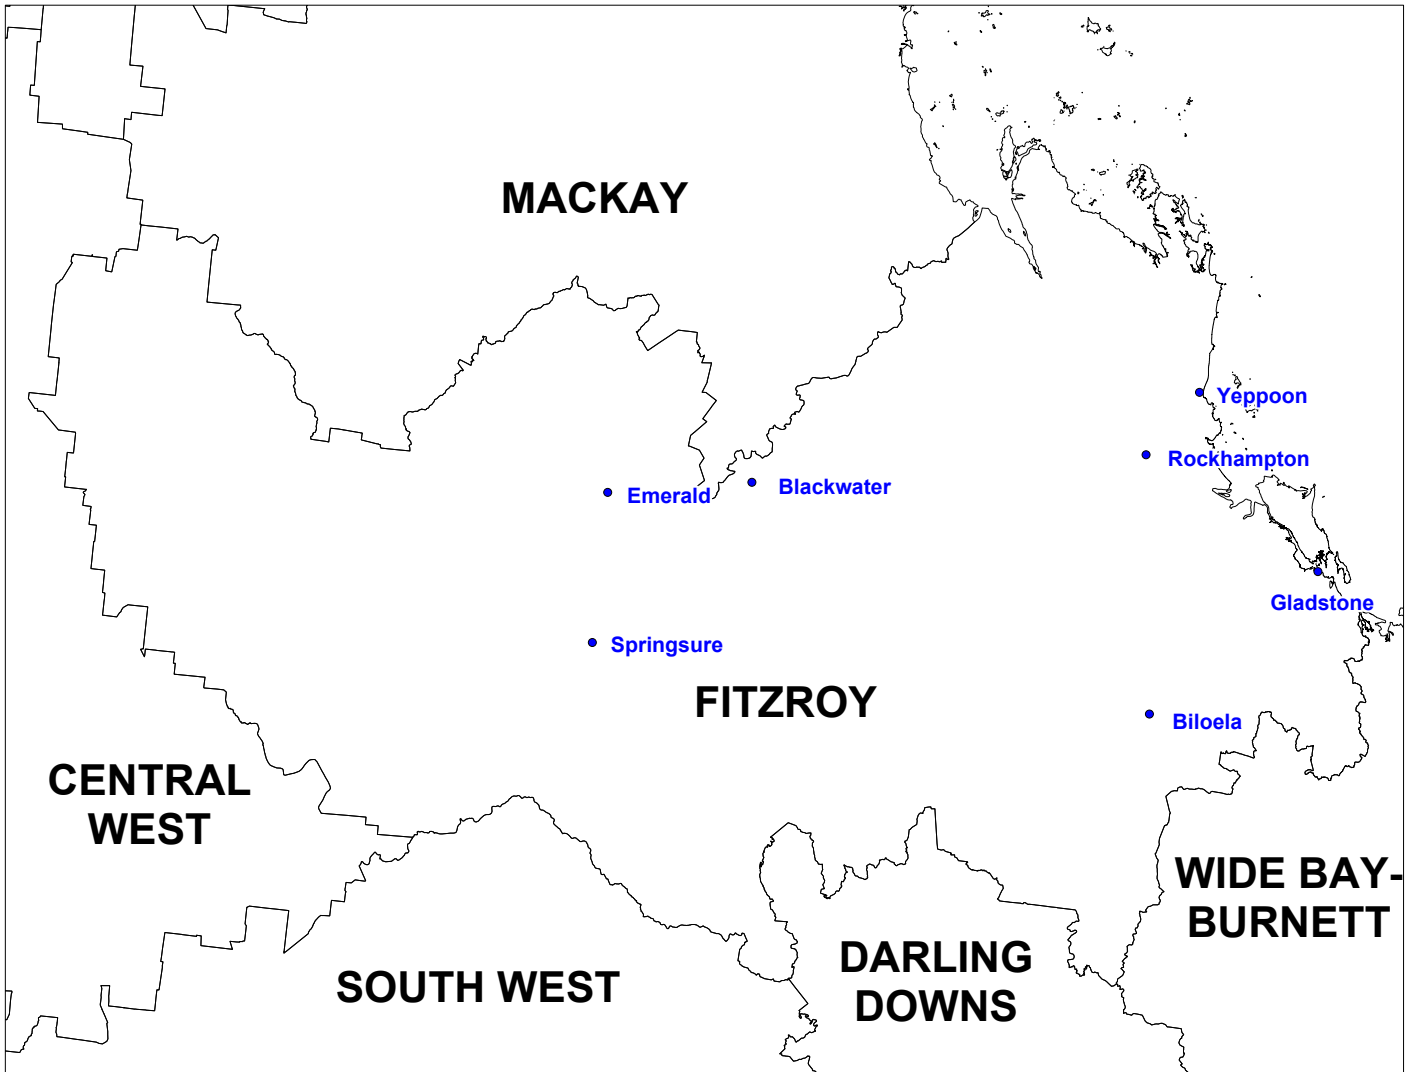 MACKAY
Yeppoon
Rockhampton
Blackwater
Emerald
Gladstone
Springsure
FITZROY
Biloela
CENTRAL
WEST
WIDE BAY-
BURNETT
DARLING
DOWNS
SOUTH WEST